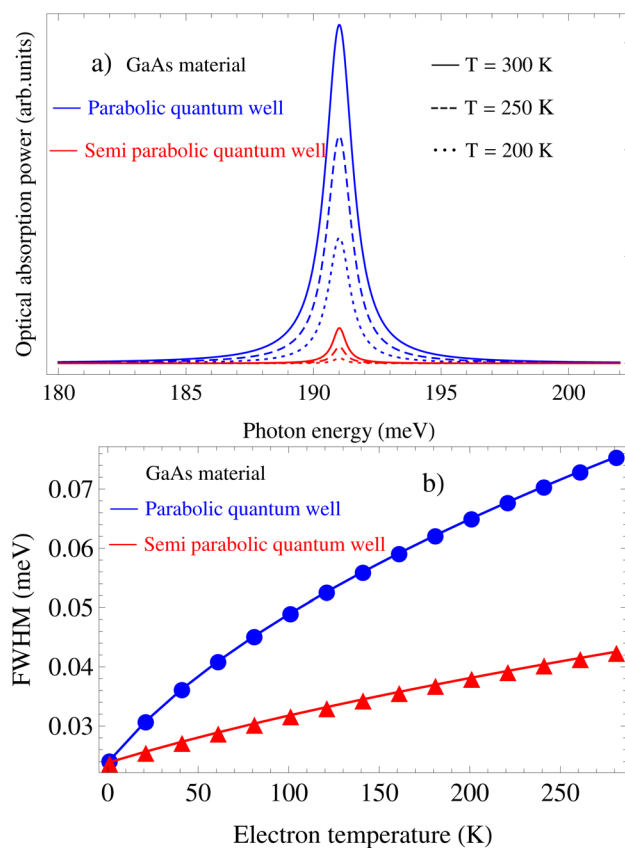 a) GaAs material
Parabolic quantum well
Semi parabolic quantum well
T = 300 K
T = 250 K
T = 200 K
Optical absorption power (arb.units)
180 185 190 195 200
Photon energy (meV)
GaAs material b)
Parabolic quantum well
Semi parabolic quantum well
0.07
0.06
0.05
0.04
0.03
FWHM (meV)
0 50 100 150 200 250
Electron temperature (K)